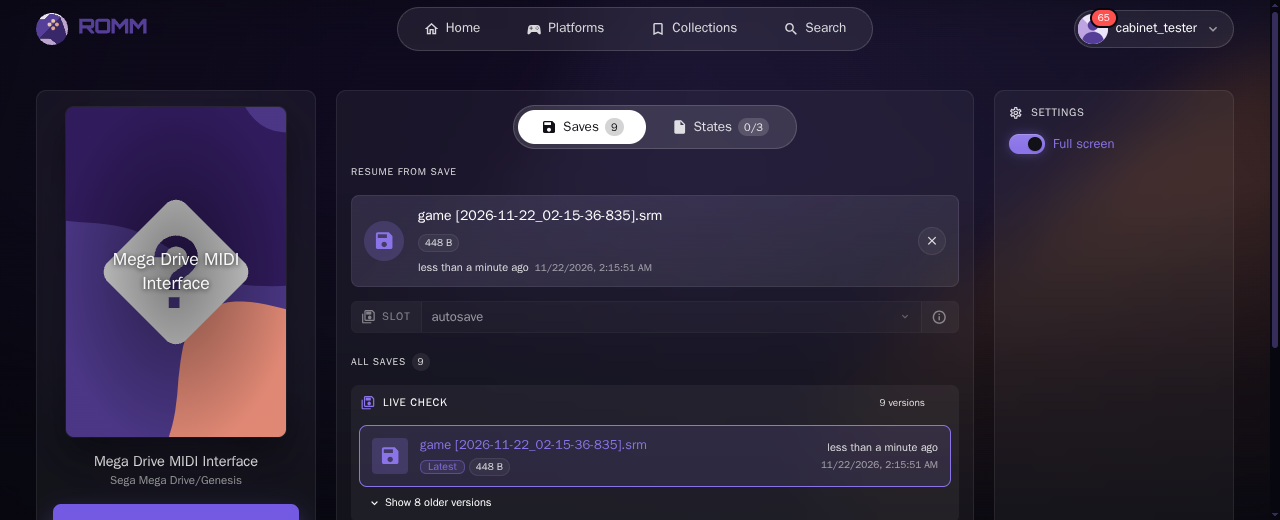 ROMM
Home
Platforms
Collections
Search
65
cabinet_tester
Mega Drive MIDI
Interface
Mega Drive MIDI Interface
Sega Mega Drive/Genesis
Saves 9
States 0/3
RESUME FROM SAVE
game [2026-11-22_02-15-36-835].srm
448 B
less than a minute ago 11/22/2026, 2:15:51 AM
SLOT autosave
ALL SAVES 9
LIVE CHECK 9 versions
game [2026-11-22_02-15-36-835].srm
less than a minute ago
Latest 448 B
11/22/2026, 2:15:51 AM
Show 8 older versions
SETTINGS
Full screen